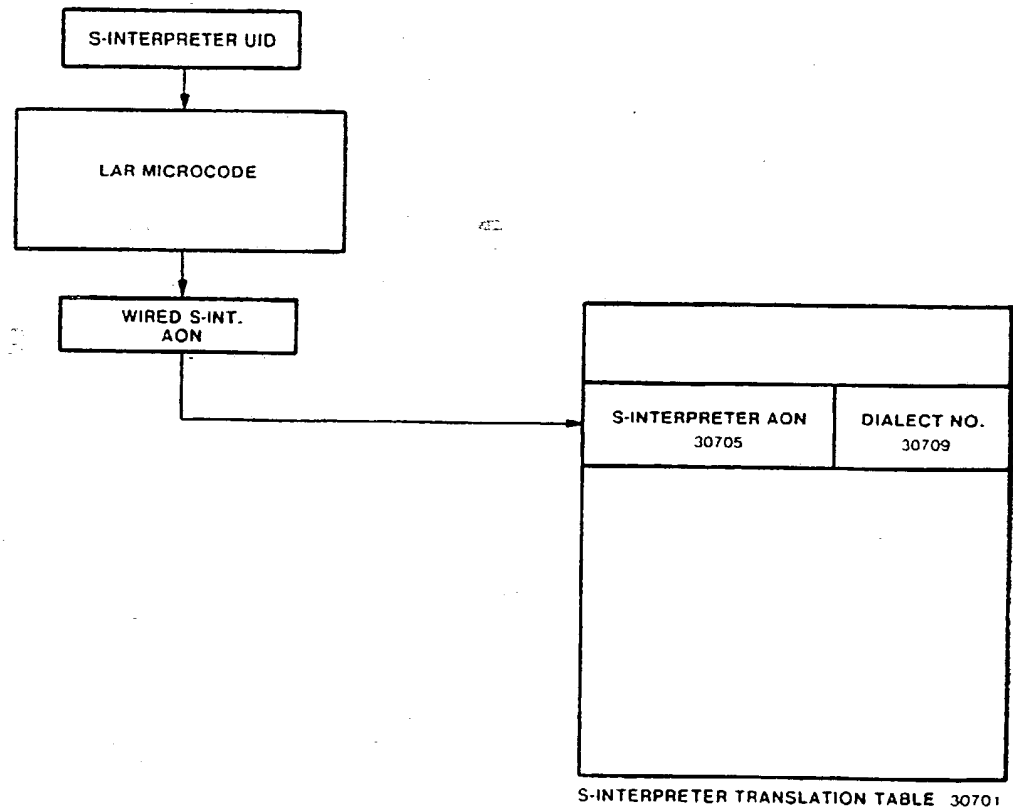 S-INTERPRETER UID
LAR MICROCODE
WIRED S-INT.
AON
S-INTERPRETER AON
30705
DIALECT NO.
30709
S-INTERPRETER TRANSLATION TABLE 30701